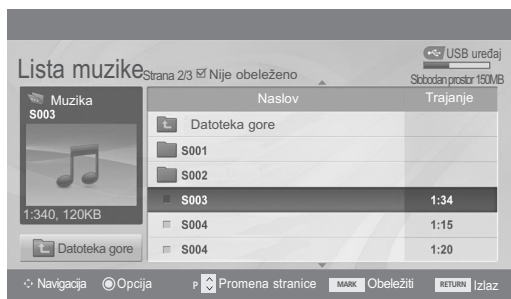 USB uređaj
Lista muzike Strana 2/3 Nije obeleženo
Slobodan prostor 150MB
Muzika
S003
Naslov Trajanje
Datoteka gore
S001
S002
S003 1:34
S004 1:15
S004 1:20
1:340, 120KB
Datoteka gore
Navigacija Opcija P Promena stranice MARK Obeležiti RETURN Izlaz